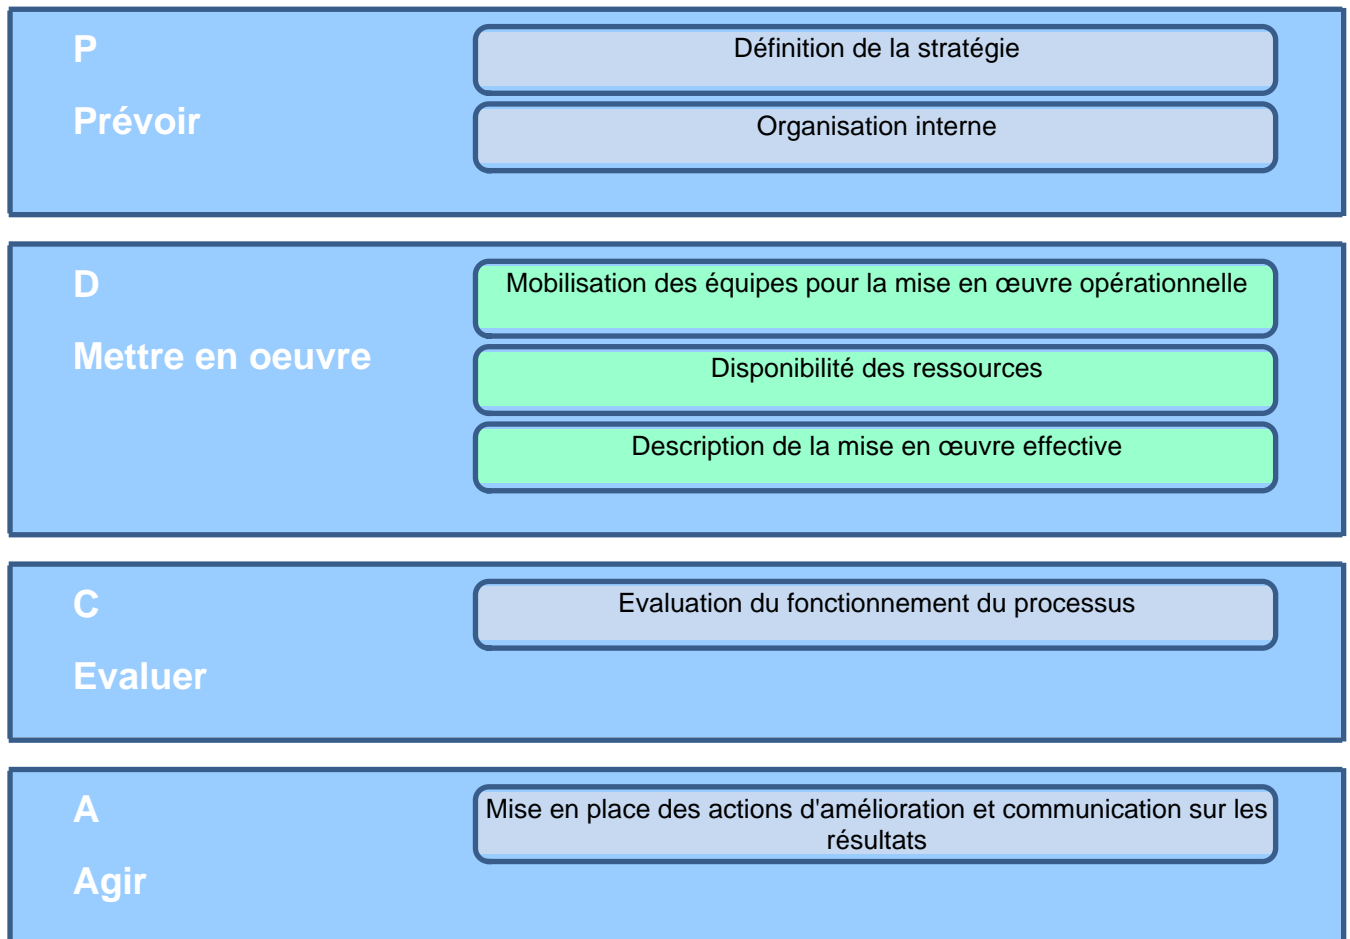 P
Prévoir
Définition de la stratégie
Organisation interne
D
Mettre en oeuvre
Mobilisation des équipes pour la mise en œuvre opérationnelle
Disponibilité des ressources
Description de la mise en œuvre effective
C
Evaluer
Evaluation du fonctionnement du processus
A
Agir
Mise en place des actions d'amélioration et communication sur les
résultats